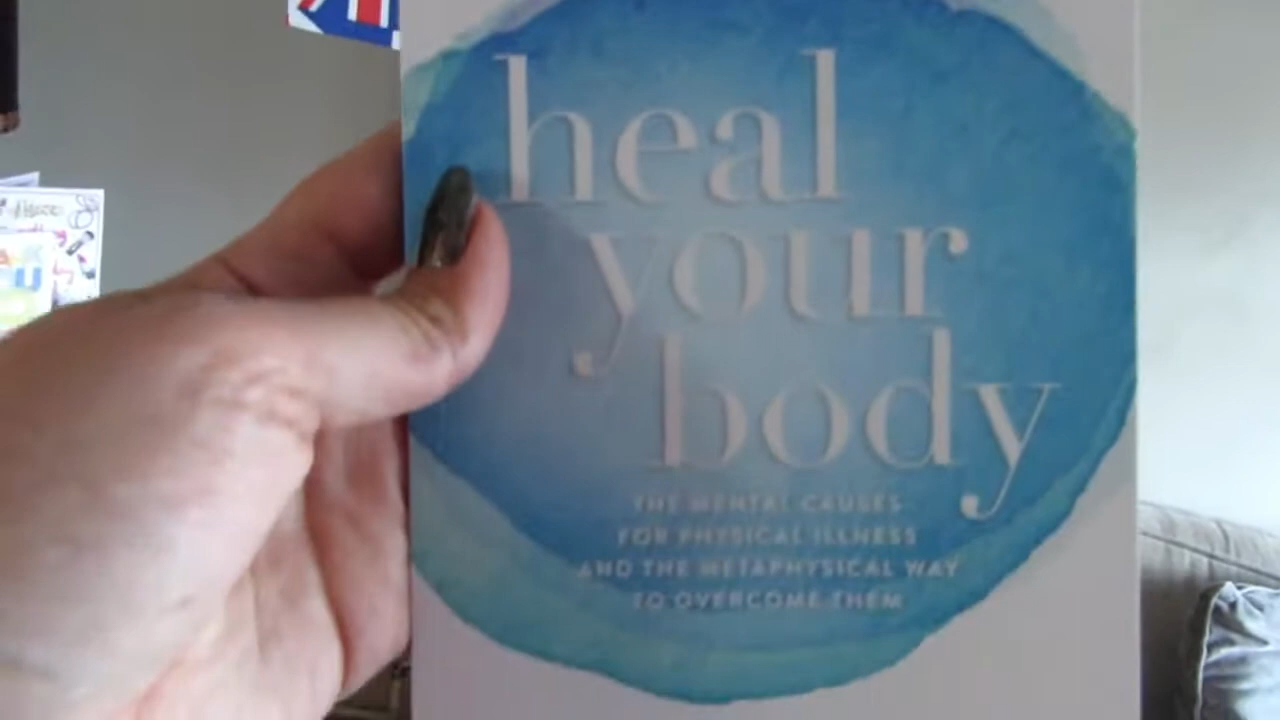 heal
your
body
THE MENTAL CAUSES
FOR PHYSICAL ILLNESS
AND THE METAPHYSICAL WAY
TO OVERCOME THEM